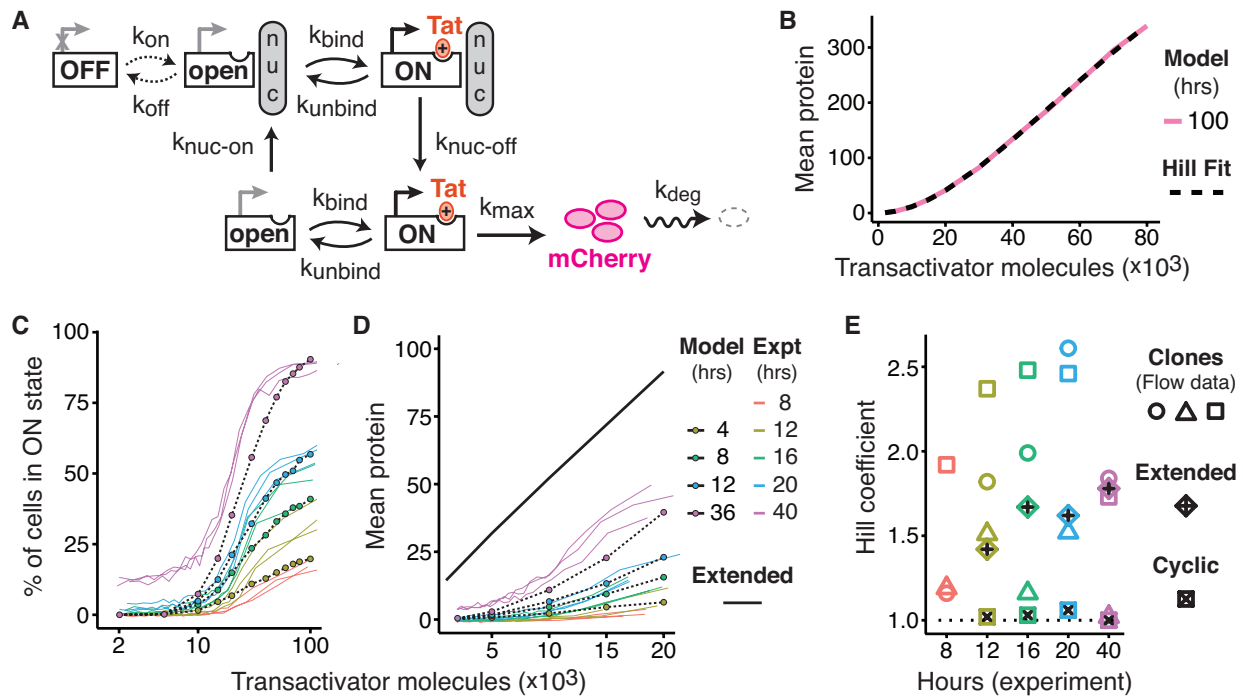 A
OFF
kon
koff
open
nuc
kbind
kunbind
Tat
+
ON
nuc
knuc-on
knuc-off
open
kbind
kunbind
Tat
+
ON
kmax
mCherry
kdeg
B
Mean protein
300
200
100
0
0 20 40 60 80
Transactivator molecules (x10³)
Model
(hrs)
100
Hill Fit
C
% of cells in ON state
100
75
50
25
0
2 10 100
D
Mean protein
100
75
50
25
0
5 10 15 20
Transactivator molecules (x10³)
Model Expt
(hrs) (hrs)
8
4 12
8 16
12 20
36 40
Extended
E
Hill coefficient
2.5
2.0
1.5
1.0
8 12 16 20 40
Hours (experiment)
Clones
(Flow data)
Extended
Cyclic